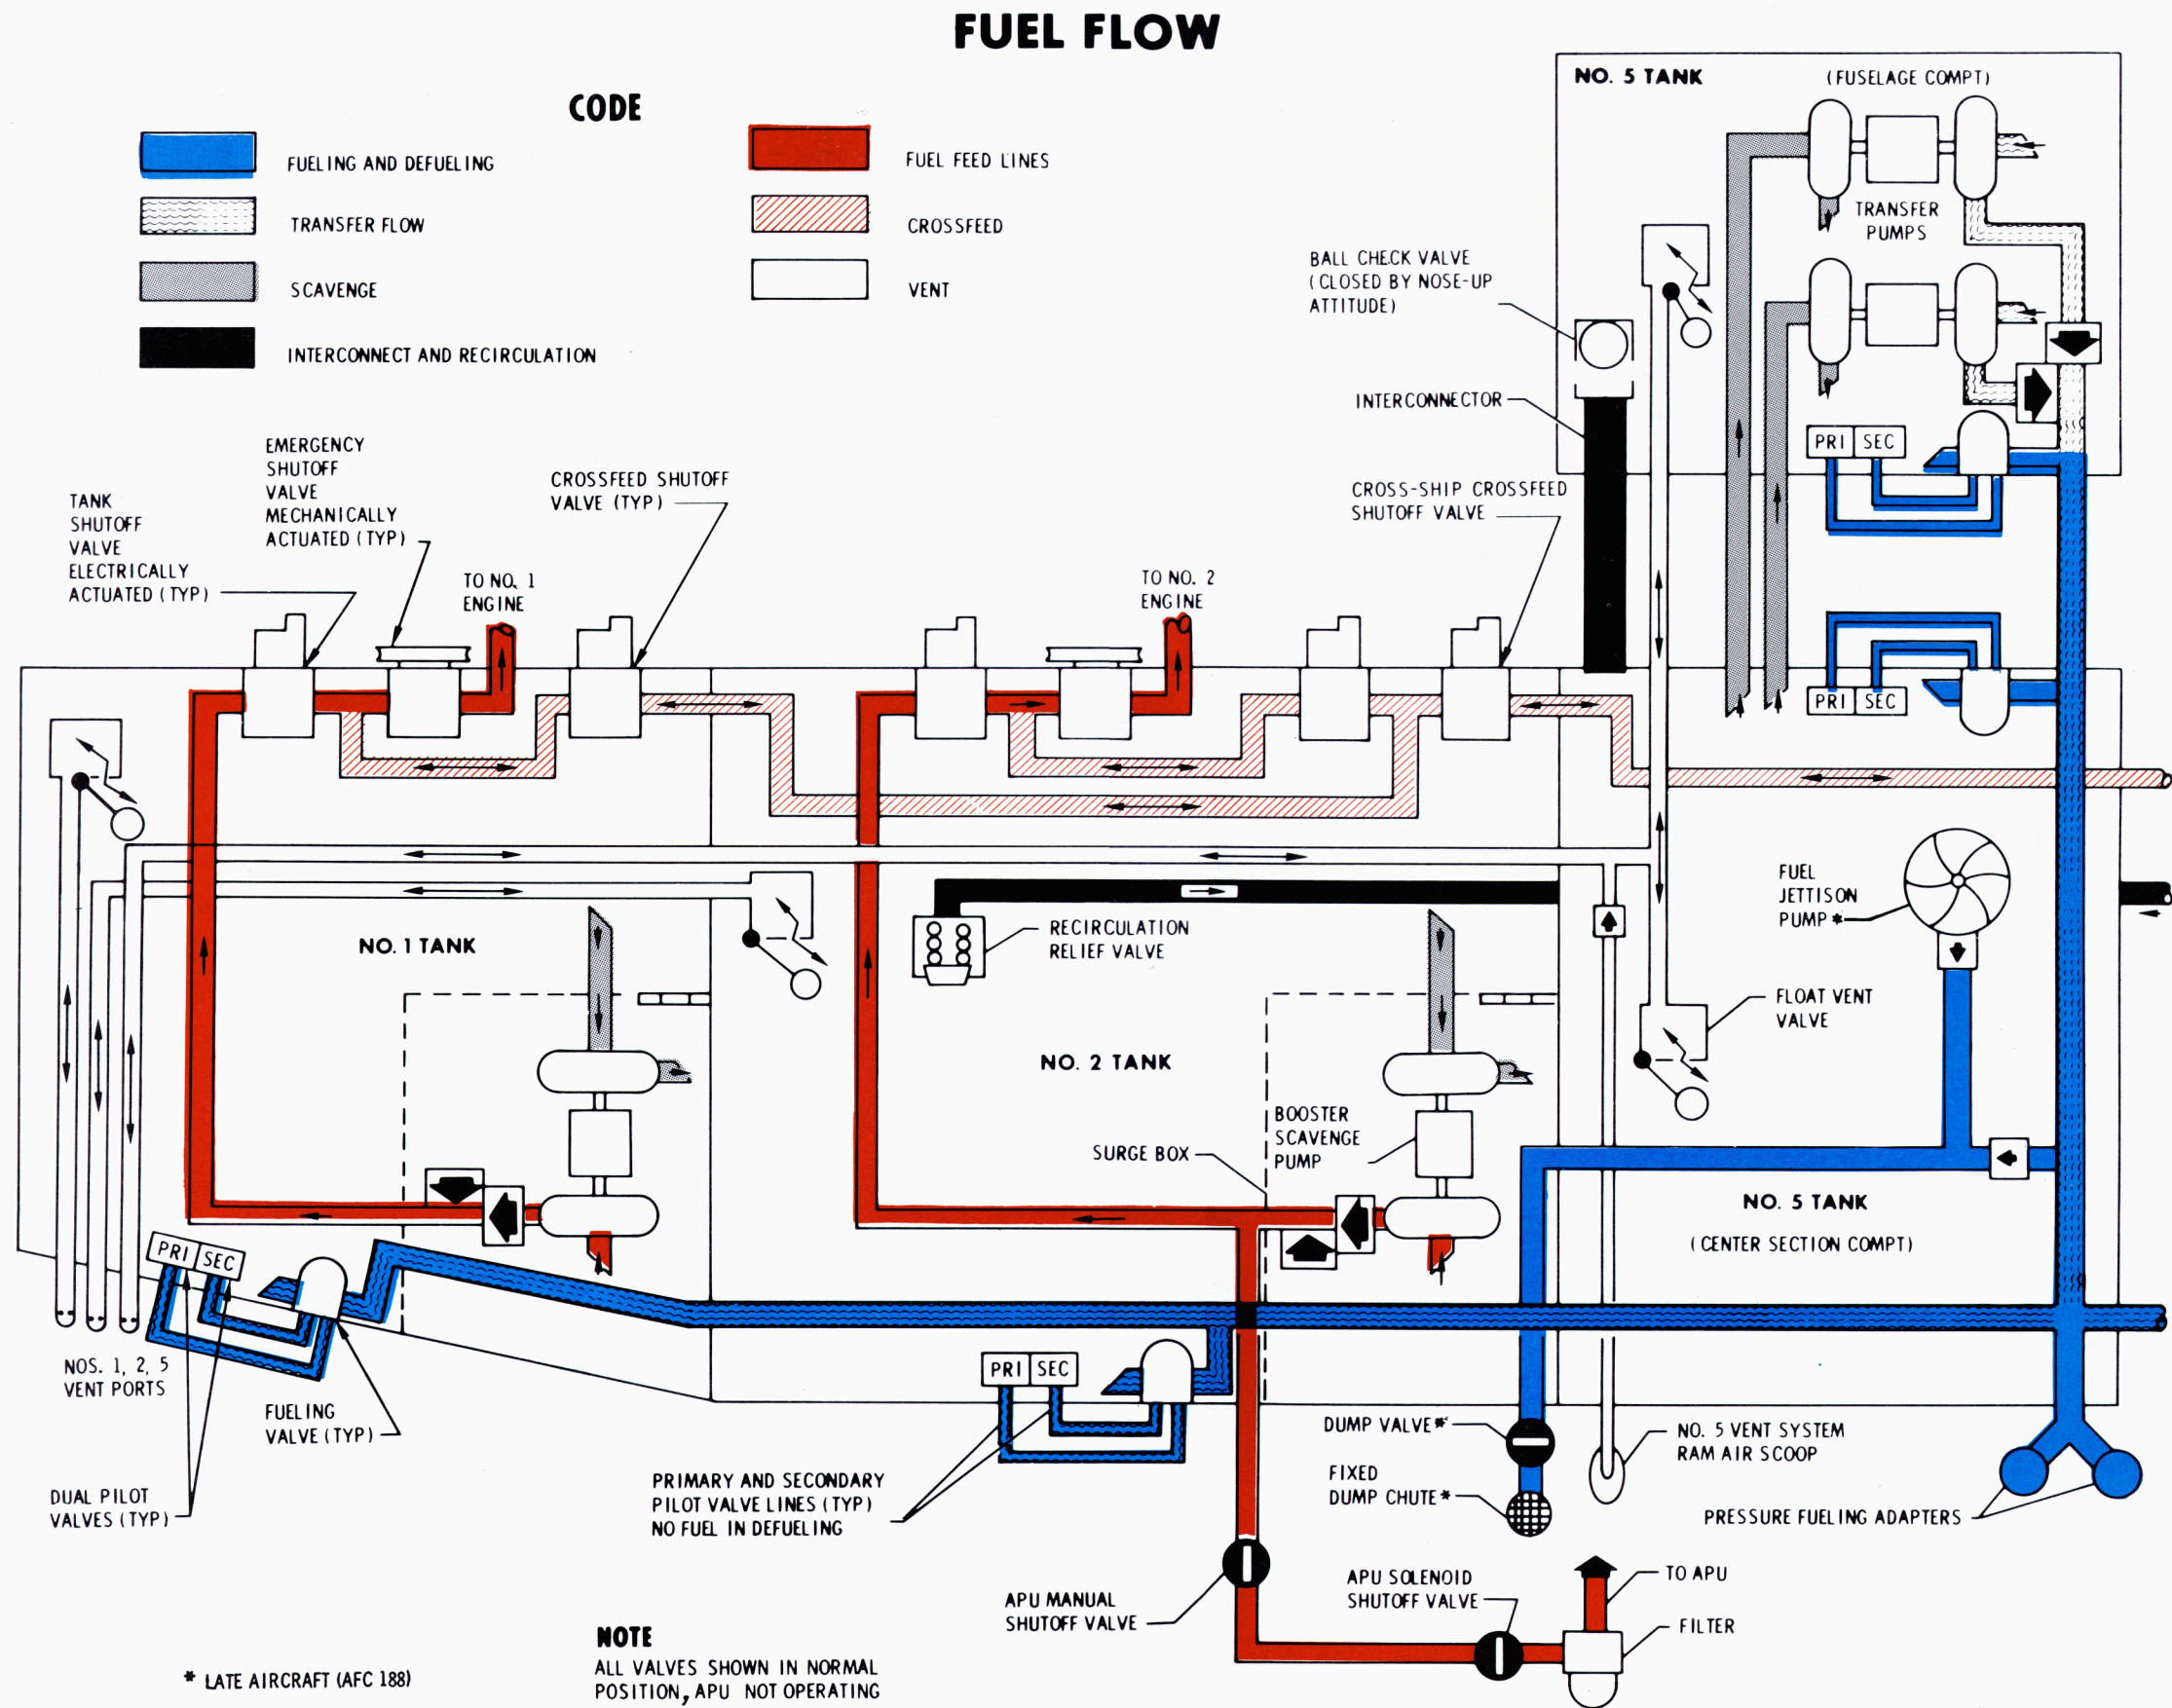 FUEL FLOW
CODE
FUELING AND DEFUELING
TRANSFER FLOW
SCAVENGE
INTERCONNECT AND RECIRCULATION
FUEL FEED LINES
CROSSFEED
VENT
NO. 5 TANK
(FUSELAGE COMPT)
TRANSFER
PUMPS
BALL CHECK VALVE
(CLOSED BY NOSE-UP
ATTITUDE)
INTERCONNECTOR
PRI SEC
CROSS-SHIP CROSSFEED
SHUTOFF VALVE
EMERGENCY
SHUTOFF
VALVE
MECHANICALLY
ACTUATED (TYP)
CROSSFEED SHUTOFF
VALVE (TYP)
TANK
SHUTOFF
VALVE
ELECTRICALLY
ACTUATED (TYP)
TO NO. 1
ENGINE
TO NO. 2
ENGINE
PRI SEC
FUEL
JETTISON
PUMP *
NO. 1 TANK
RECIRCULATION
RELIEF VALVE
FLOAT VENT
VALVE
NO. 2 TANK
BOOSTER
SCAVENGE
PUMP
SURGE BOX
NO. 5 TANK
(CENTER SECTION COMPT)
PRI SEC
NOS. 1, 2, 5
VENT PORTS
FUELING
VALVE (TYP)
PRI SEC
DUAL PILOT
VALVES (TYP)
PRIMARY AND SECONDARY
PILOT VALVE LINES (TYP)
NO FUEL IN DEFUELING
DUMP VALVE *
FIXED
DUMP CHUTE *
NO. 5 VENT SYSTEM
RAM AIR SCOOP
PRESSURE FUELING ADAPTERS
APU MANUAL
SHUTOFF VALVE
APU SOLENOID
SHUTOFF VALVE
TO APU
FILTER
* LATE AIRCRAFT (AFC 188)
NOTE
ALL VALVES SHOWN IN NORMAL
POSITION, APU NOT OPERATING